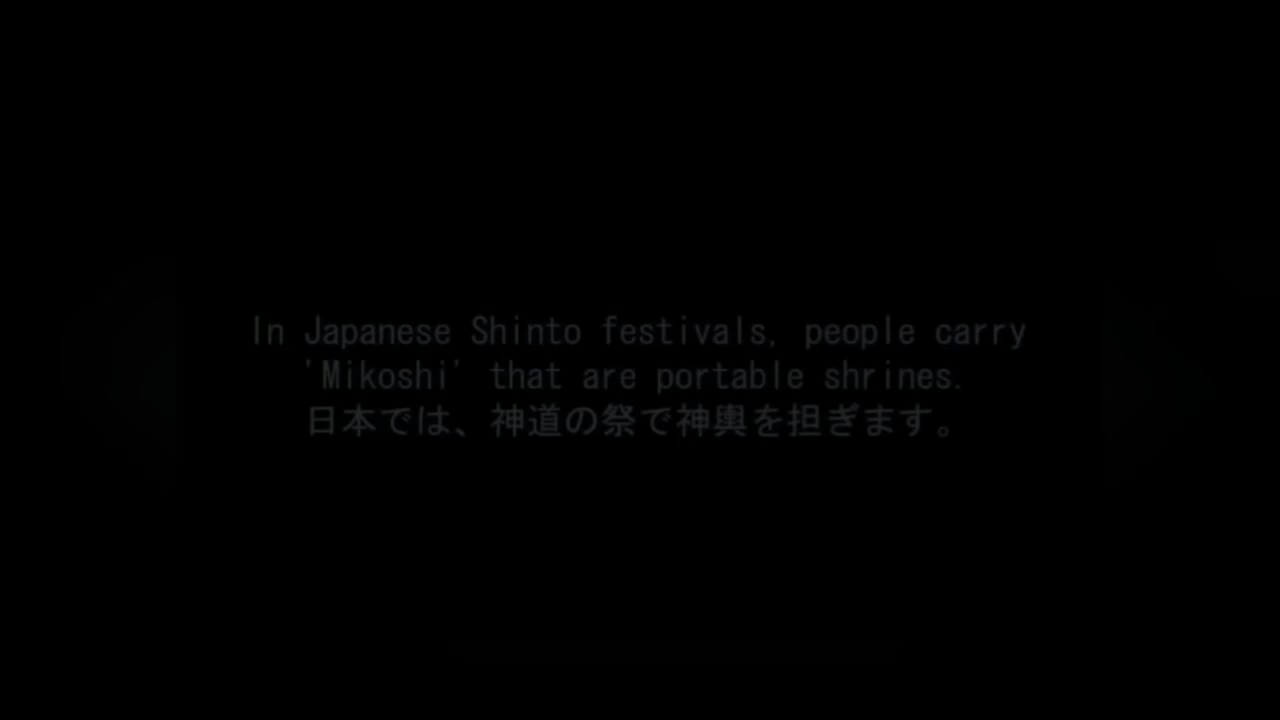 In Japanese Shinto festivals, people carry
'Mikoshi' that are portable shrines.
日本では、神道の祭で神輿を担ぎます。